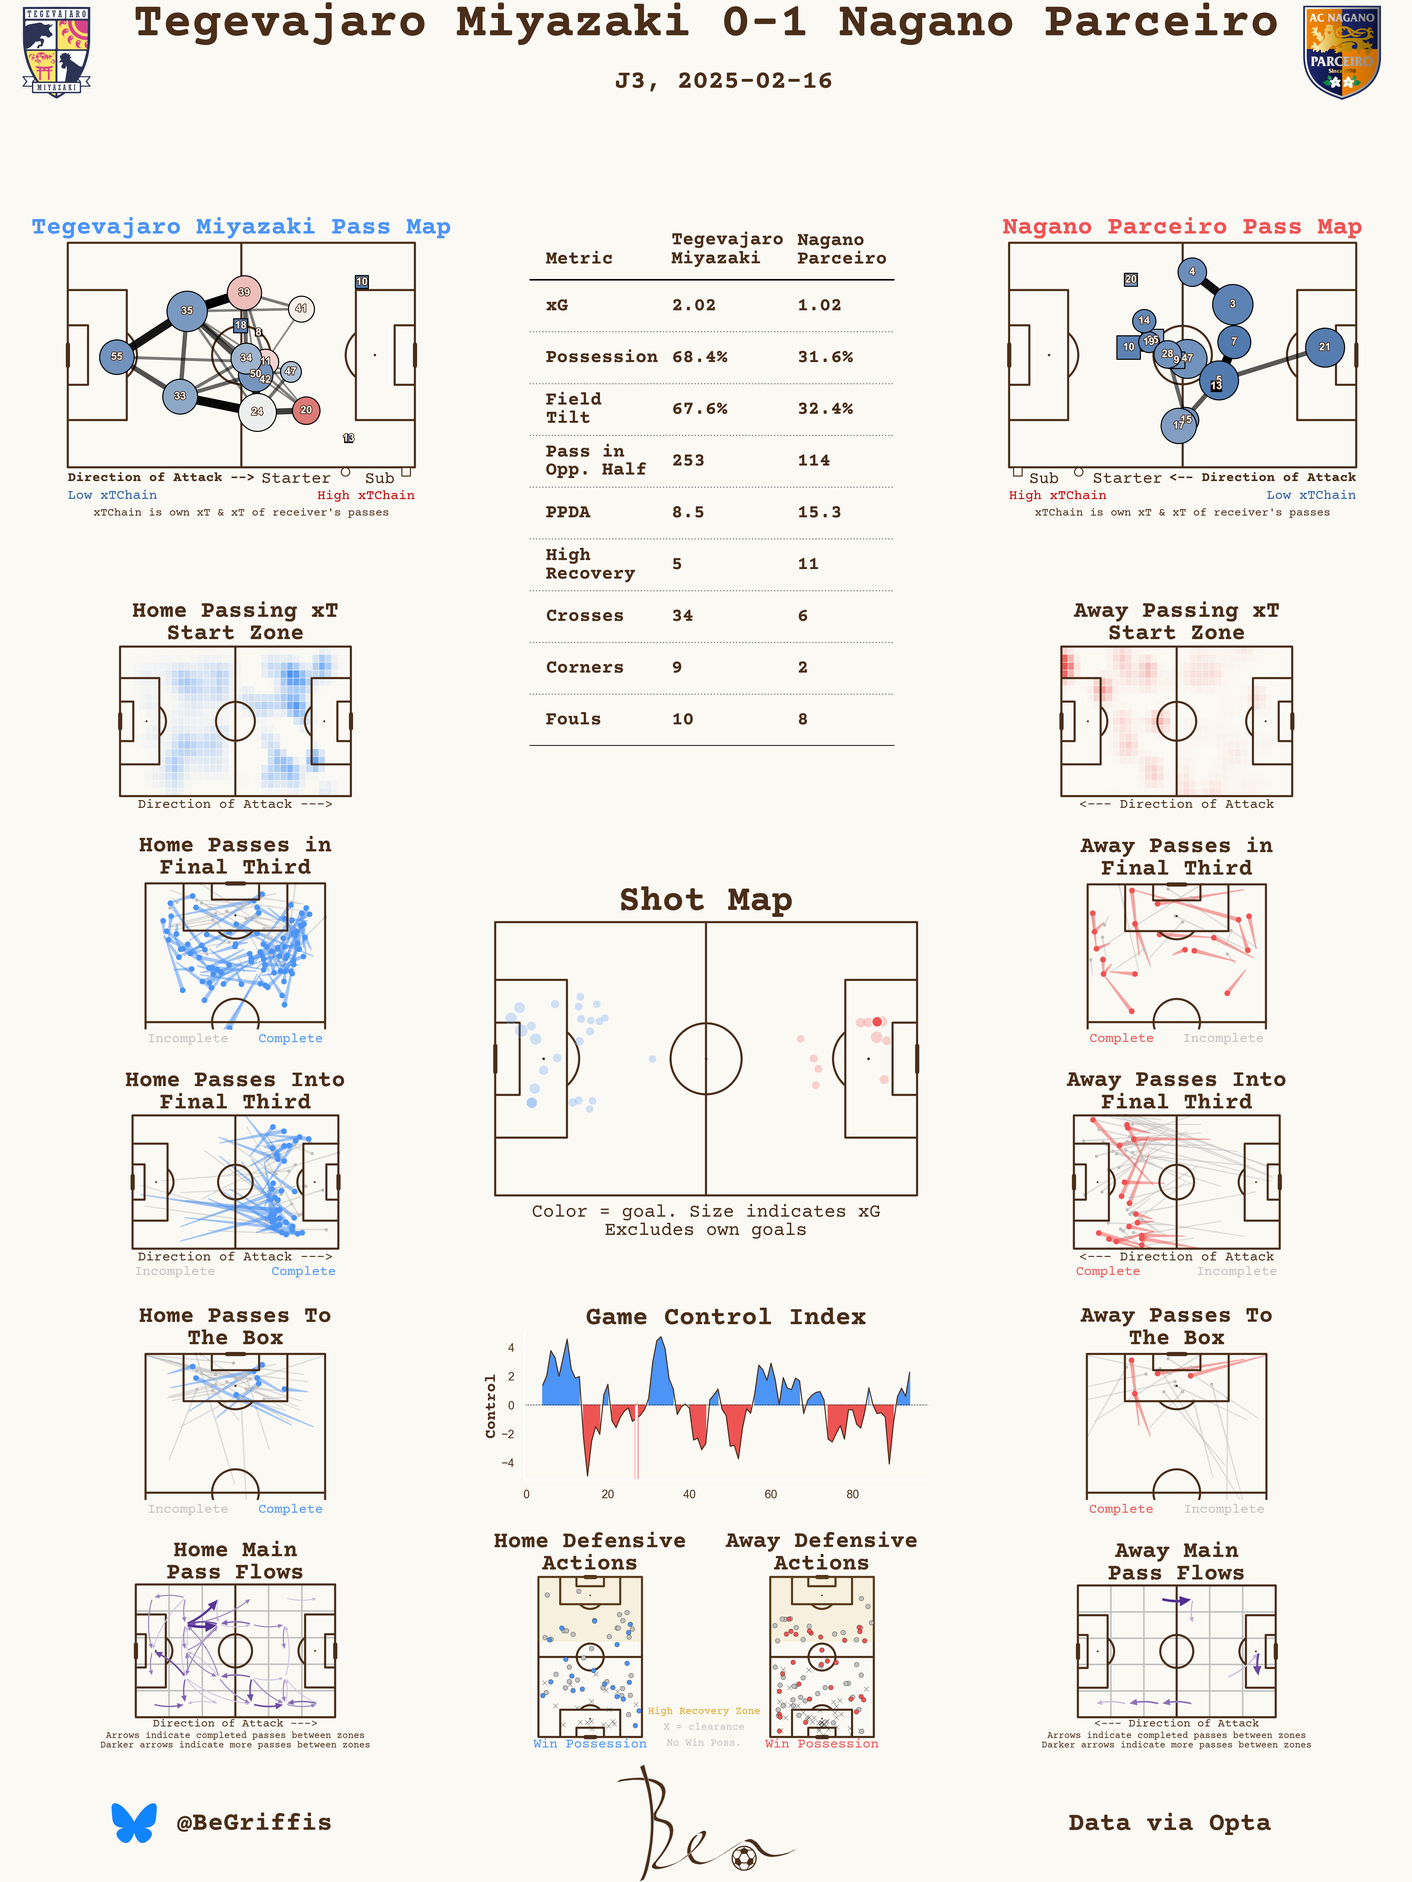 Tegevajaro Miyazaki 0-1 Nagano Parceiro
J3, 2025-02-16
TEGEVAJARO
MIYAZAKI
AC NAGANO
PARCEIRO
Tegevajaro Miyazaki Pass Map
10
39
41
35
18
8
55
34
11
50
42
47
33
24
20
13
Direction of Attack --> Starter Sub
Low xTChain High xTChain
xTChain is own xT & xT of receiver's passes
Metric Tegevajaro Miyazaki Nagano Parceiro
xG 2.02 1.02
Possession 68.4% 31.6%
Field Tilt 67.6% 32.4%
Pass in Opp. Half 253 114
PPDA 8.5 15.3
High Recovery 5 11
Crosses 34 6
Corners 9 2
Fouls 10 8
Nagano Parceiro Pass Map
4
20
3
14
7
10
19
28
9
47
21
5
13
15
17
Sub Starter <-- Direction of Attack
High xTChain Low xTChain
xTChain is own xT & xT of receiver's passes
Home Passing xT
Start Zone
Direction of Attack --->
Away Passing xT
Start Zone
<--- Direction of Attack
Home Passes in
Final Third
Incomplete Complete
Away Passes in
Final Third
Complete Incomplete
Shot Map
Color = goal. Size indicates xG
Excludes own goals
Home Passes Into
Final Third
Direction of Attack --->
Incomplete Complete
Away Passes Into
Final Third
<--- Direction of Attack
Complete Incomplete
Home Passes To
The Box
Incomplete Complete
Game Control Index
Control
4
2
0
−2
−4
0 20 40 60 80
Away Passes To
The Box
Complete Incomplete
Home Main
Pass Flows
Direction of Attack --->
Arrows indicate completed passes between zones
Darker arrows indicate more passes between zones
Home Defensive
Actions
Win Possession
Away Defensive
Actions
Win Possession
High Recovery Zone
X = clearance
No Win Poss.
Away Main
Pass Flows
<--- Direction of Attack
Arrows indicate completed passes between zones
Darker arrows indicate more passes between zones
@BeGriffis
Ben
Data via Opta